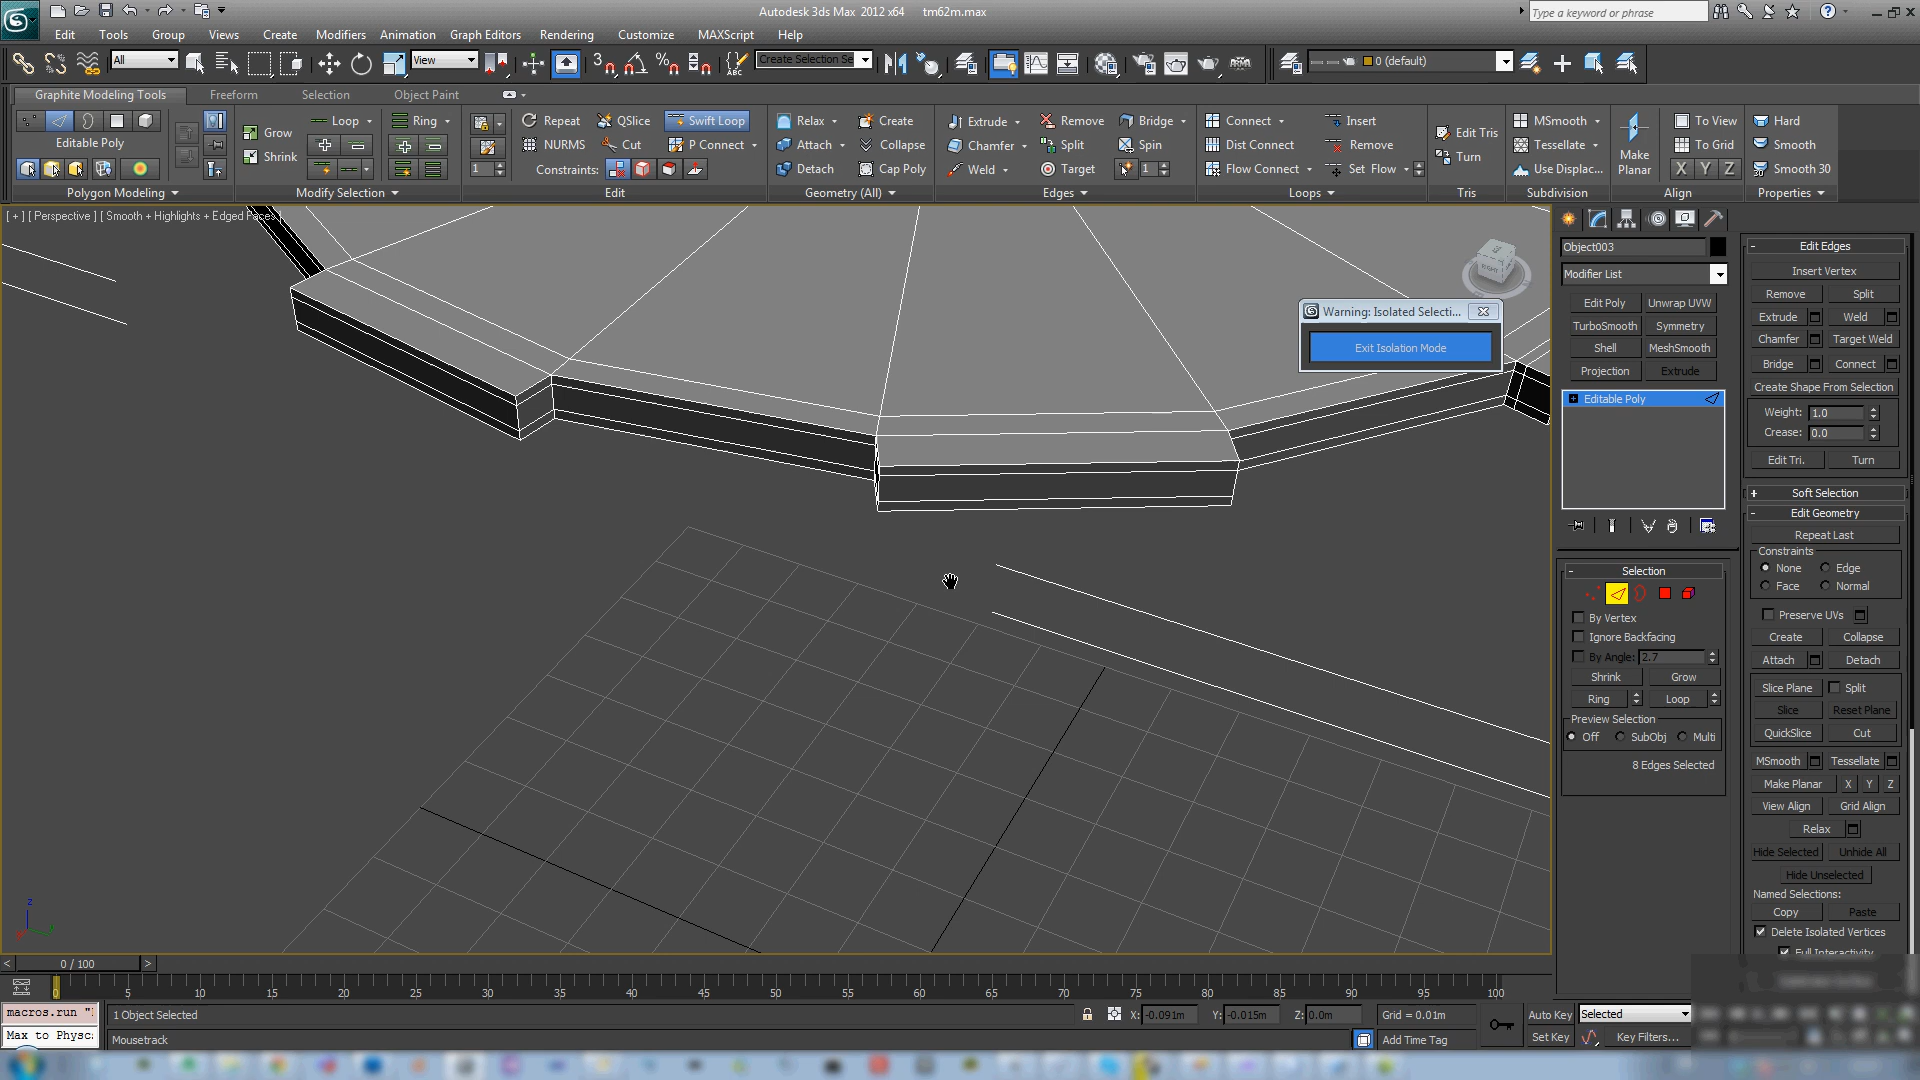 Autodesk 3ds Max 2012 x64 tm62m.max
Type a keyword or phrase
Edit Tools Group Views Create Modifiers Animation Graph Editors Rendering Customize MAXScript Help
All View Create Selection Se 0 (default)
Graphite Modeling Tools Freeform Selection Object Paint
Loop Ring Repeat QSlice Swift Loop Relax Create Extrude Remove Bridge Connect Insert MSmooth To View Hard
Grow NURMS Cut P Connect Attach Collapse Chamfer Split Spin Dist Connect Remove Edit Tris Tessellate To Grid Smooth
Editable Poly Shrink Constraints: Detach Cap Poly Weld Target 1 Flow Connect Set Flow Turn Use Displac... Make Planar X Y Z Smooth 30
1
Polygon Modeling Modify Selection Edit Geometry (All) Edges Loops Tris Subdivision Align Properties
[ + ] [ Perspective ] [ Smooth + Highlights + Edged Faces ]
RIGHT
Warning: Isolated Selecti...
Exit Isolation Mode
Object003
Modifier List
Edit Poly Unwrap UVW
TurboSmooth Symmetry
Shell MeshSmooth
Projection Extrude
Editable Poly
Selection
By Vertex
Ignore Backfacing
By Angle: 2.7
Shrink Grow
Ring Loop
Preview Selection
Off SubObj Multi
8 Edges Selected
Edit Edges
Insert Vertex
Remove Split
Extrude Weld
Chamfer Target Weld
Bridge Connect
Create Shape From Selection
Weight: 1.0
Crease: 0.0
Edit Tri. Turn
Soft Selection
Edit Geometry
Repeat Last
Constraints
None Edge
Face Normal
Preserve UVs
Create Collapse
Attach Detach
Slice Plane Split
Slice Reset Plane
QuickSlice Cut
MSmooth Tessellate
Make Planar X Y Z
View Align Grid Align
Relax
Hide Selected Unhide All
Hide Unselected
Named Selections:
Copy Paste
Delete Isolated Vertices
Full Interactivity
z
< 0 / 100 >
0 5 10 15 20 25 30 35 40 45 50 55 60 65 70 75 80 85 90 95 100
macros.run " 1 Object Selected X: -0.091m Y: -0.015m Z: 0.0m Grid = 0.01m Auto Key Selected
Max to Physc: Mousetrack Add Time Tag Set Key Key Filters...